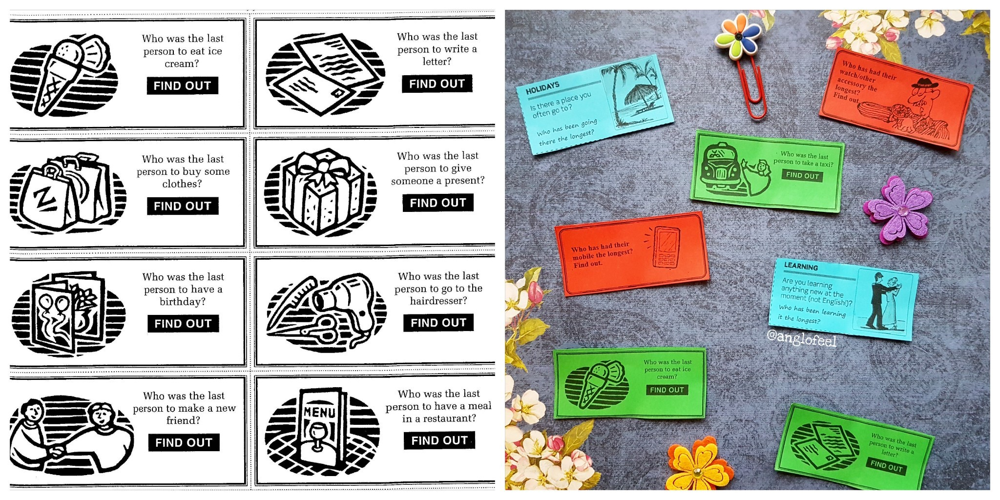 Who was the last
person to eat ice
cream?
FIND OUT
Who was the last
person to write a
letter?
FIND OUT
Who was the last
person to buy some
clothes?
FIND OUT
Z
Who was the last
person to give
someone a present?
FIND OUT
Who was the last
person to have a
birthday?
FIND OUT
Who was the last
person to go to the
hairdresser?
FIND OUT
Who was the last
person to make a new
friend?
FIND OUT
MENU
Who was the last
person to have a meal
in a restaurant?
FIND OUT
HOLIDAYS
Is there a place you
often go to?
Who has been going
there the longest?
Who has had their
watch/other
accessory the
longest?
Find out.
Who was the last
person to take a taxi?
FIND OUT
Who has had their
mobile the longest?
Find out.
LEARNING
Are you learning
anything new at the
moment (not English!)?
Who has been learning
it the longest?
@anglofeel
Who was the last
person to eat ice
cream?
FIND OUT
Who was the last
person to write a
letter?
FIND OUT